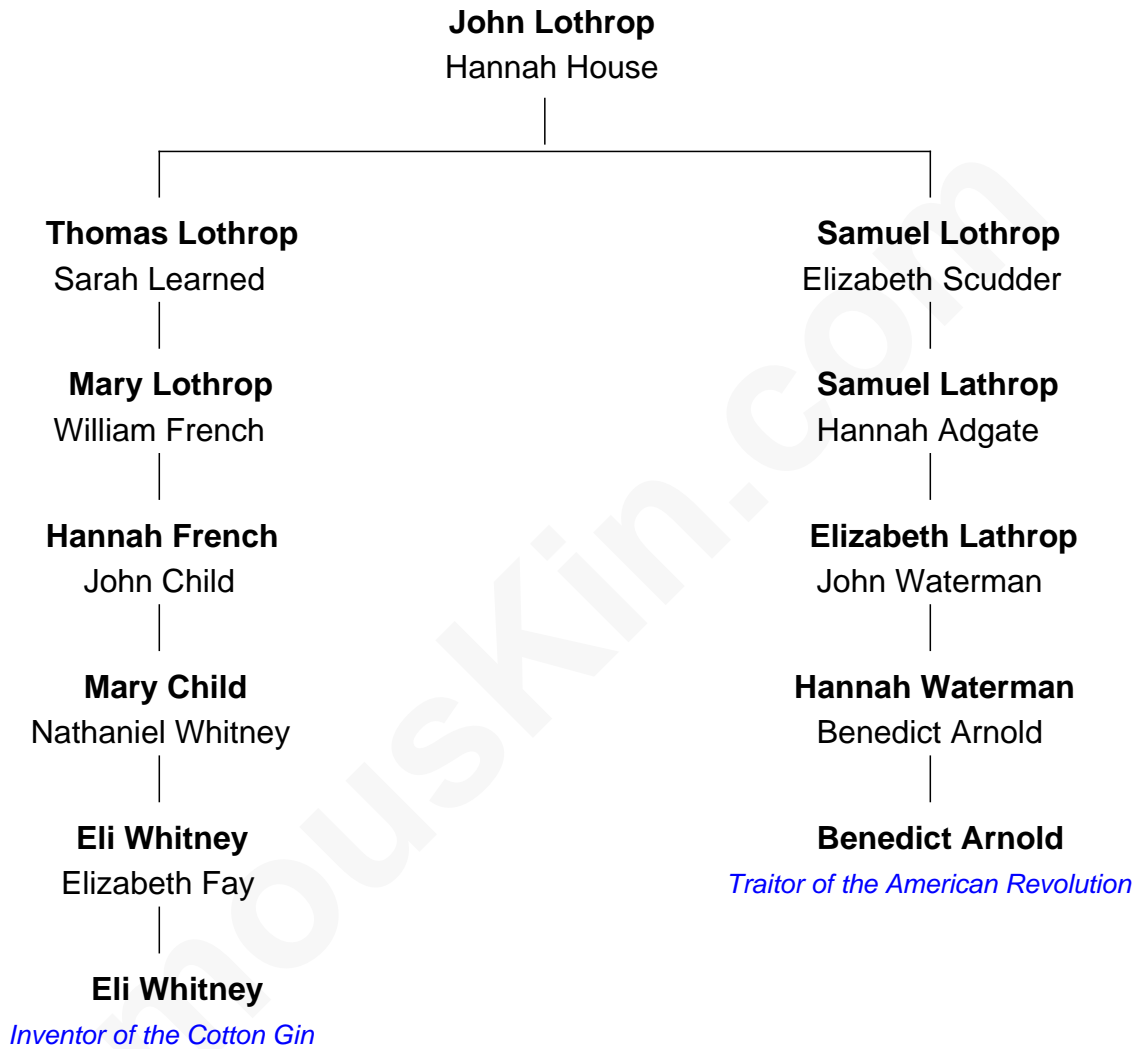 John Lothrop
Hannah House
Thomas Lothrop
Sarah Learned
Mary Lothrop
William French
Hannah French
John Child
Mary Child
Nathaniel Whitney
Eli Whitney
Elizabeth Fay
Eli Whitney
Inventor of the Cotton Gin
Samuel Lothrop
Elizabeth Scudder
Samuel Lathrop
Hannah Adgate
Elizabeth Lathrop
John Waterman
Hannah Waterman
Benedict Arnold
Benedict Arnold
Traitor of the American Revolution
mouskin.com